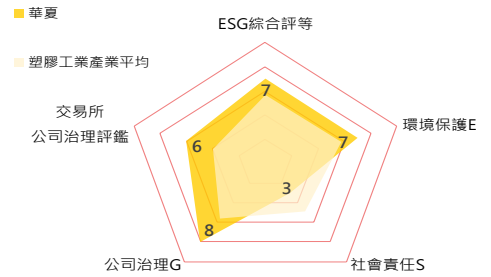 華夏
ESG綜合評等
塑膠工業產業平均
7
交易所
公司治理評鑑
環境保護E
6
7
3
8
公司治理G
社會責任S